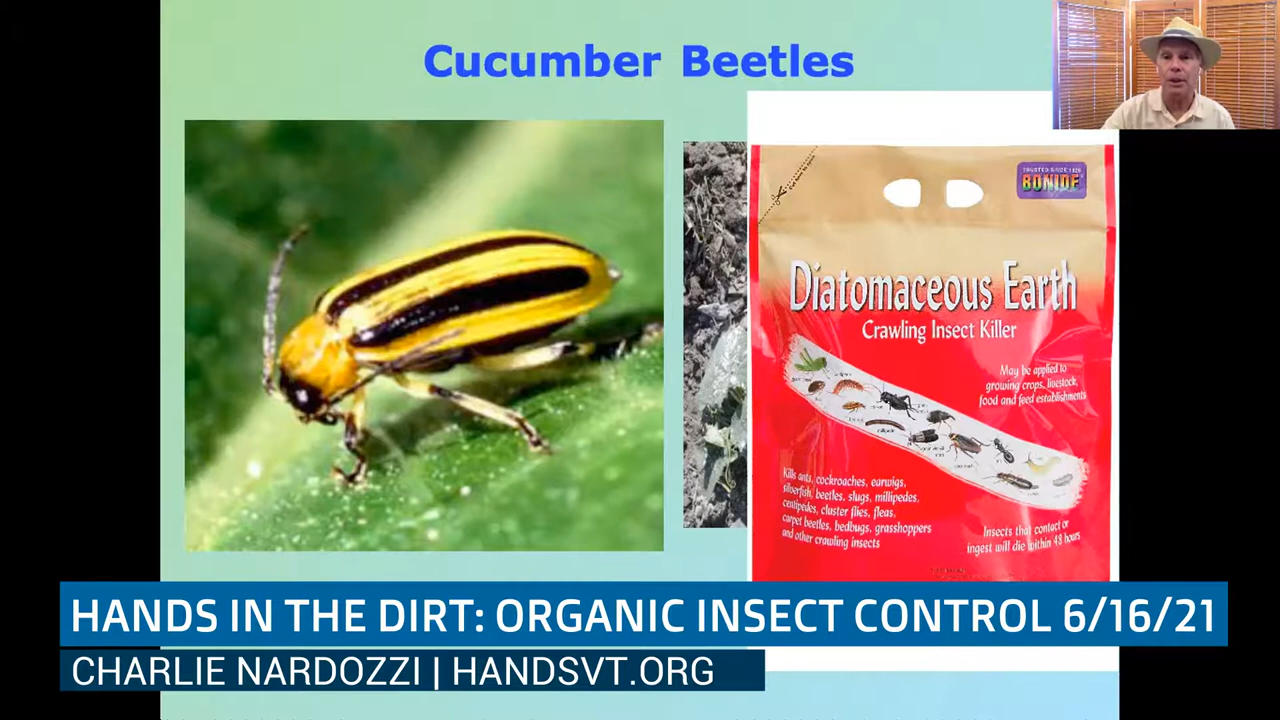 Cucumber Beetles
TRUSTED SINCE 1926
BONIDE
Diatomaceous Earth
Crawling Insect Killer
May be applied to
growing crops, livestock,
food and feed establishments
Kills ants, cockroaches, earwigs,
silverfish, beetles, slugs, millipedes,
centipedes, cluster flies, fleas,
carpet beetles, bedbugs, grasshoppers
and other crawling insects
Insects that contact or
ingest will die within 48 hours
HANDS IN THE DIRT: ORGANIC INSECT CONTROL 6/16/21
CHARLIE NARDOZZI | HANDSVT.ORG